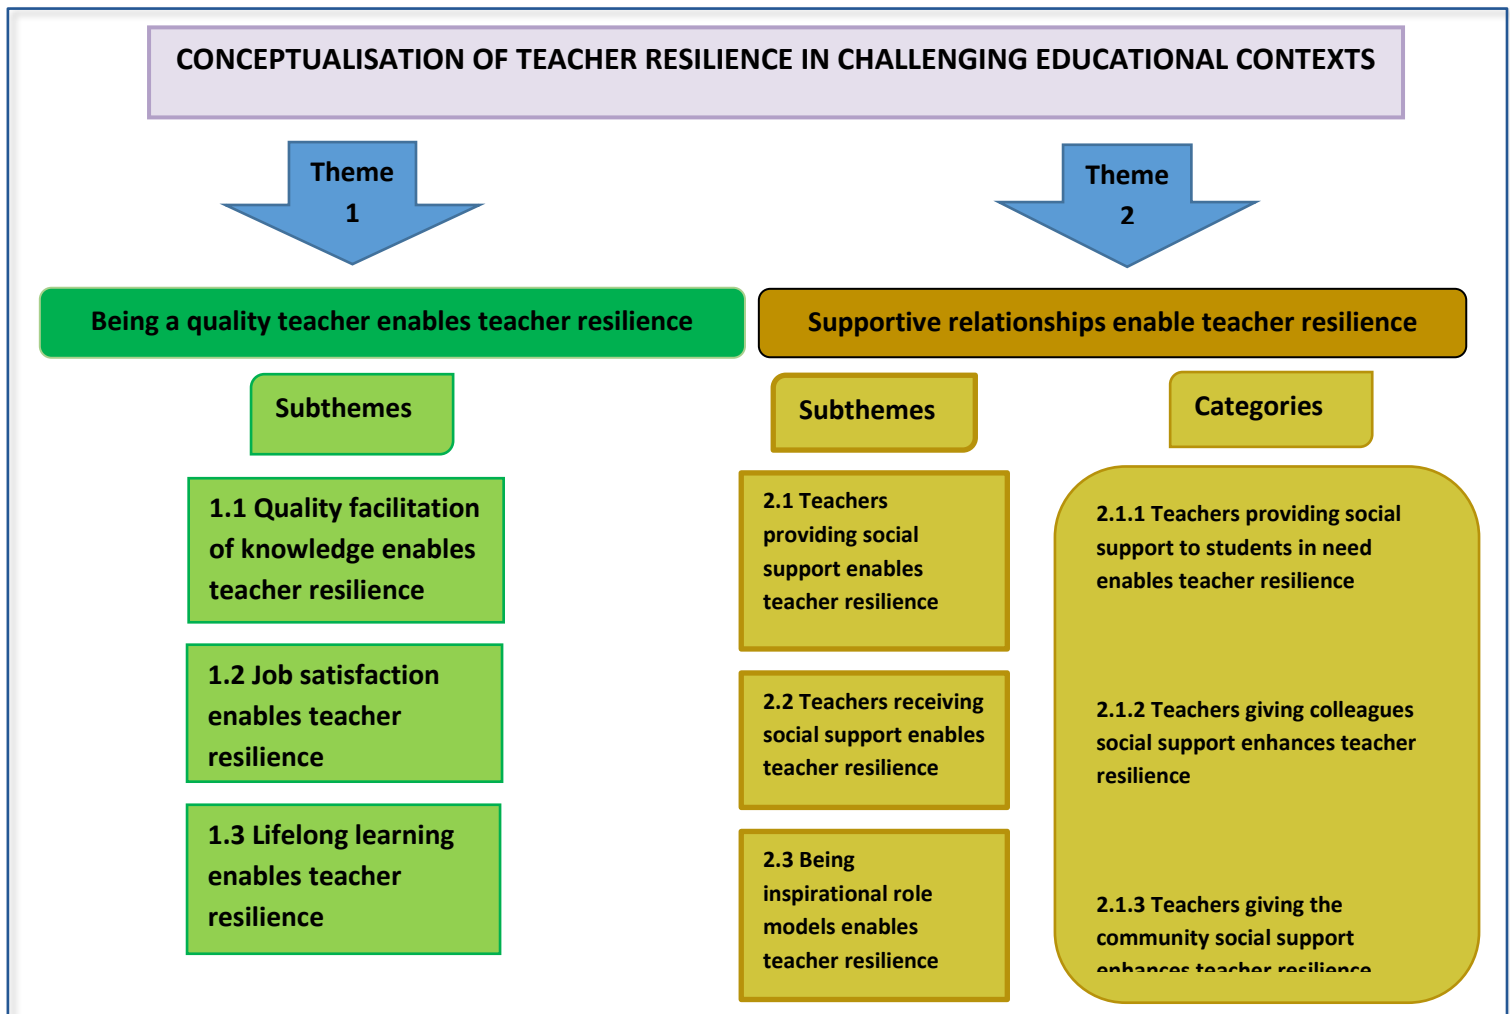 CONCEPTUALISATION OF TEACHER RESILIENCE IN CHALLENGING EDUCATIONAL CONTEXTS
Theme
1
Theme
2
Being a quality teacher enables teacher resilience
Supportive relationships enable teacher resilience
Subthemes
1.1 Quality facilitation
of knowledge enables
teacher resilience
1.2 Job satisfaction
enables teacher
resilience
1.3 Lifelong learning
enables teacher
resilience
Subthemes
2.1 Teachers
providing social
support enables
teacher resilience
2.2 Teachers receiving
social support enables
teacher resilience
2.3 Being
inspirational role
models enables
teacher resilience
Categories
2.1.1 Teachers providing social
support to students in need
enables teacher resilience
2.1.2 Teachers giving colleagues
social support enhances teacher
resilience
2.1.3 Teachers giving the
community social support
enhances teacher resilience